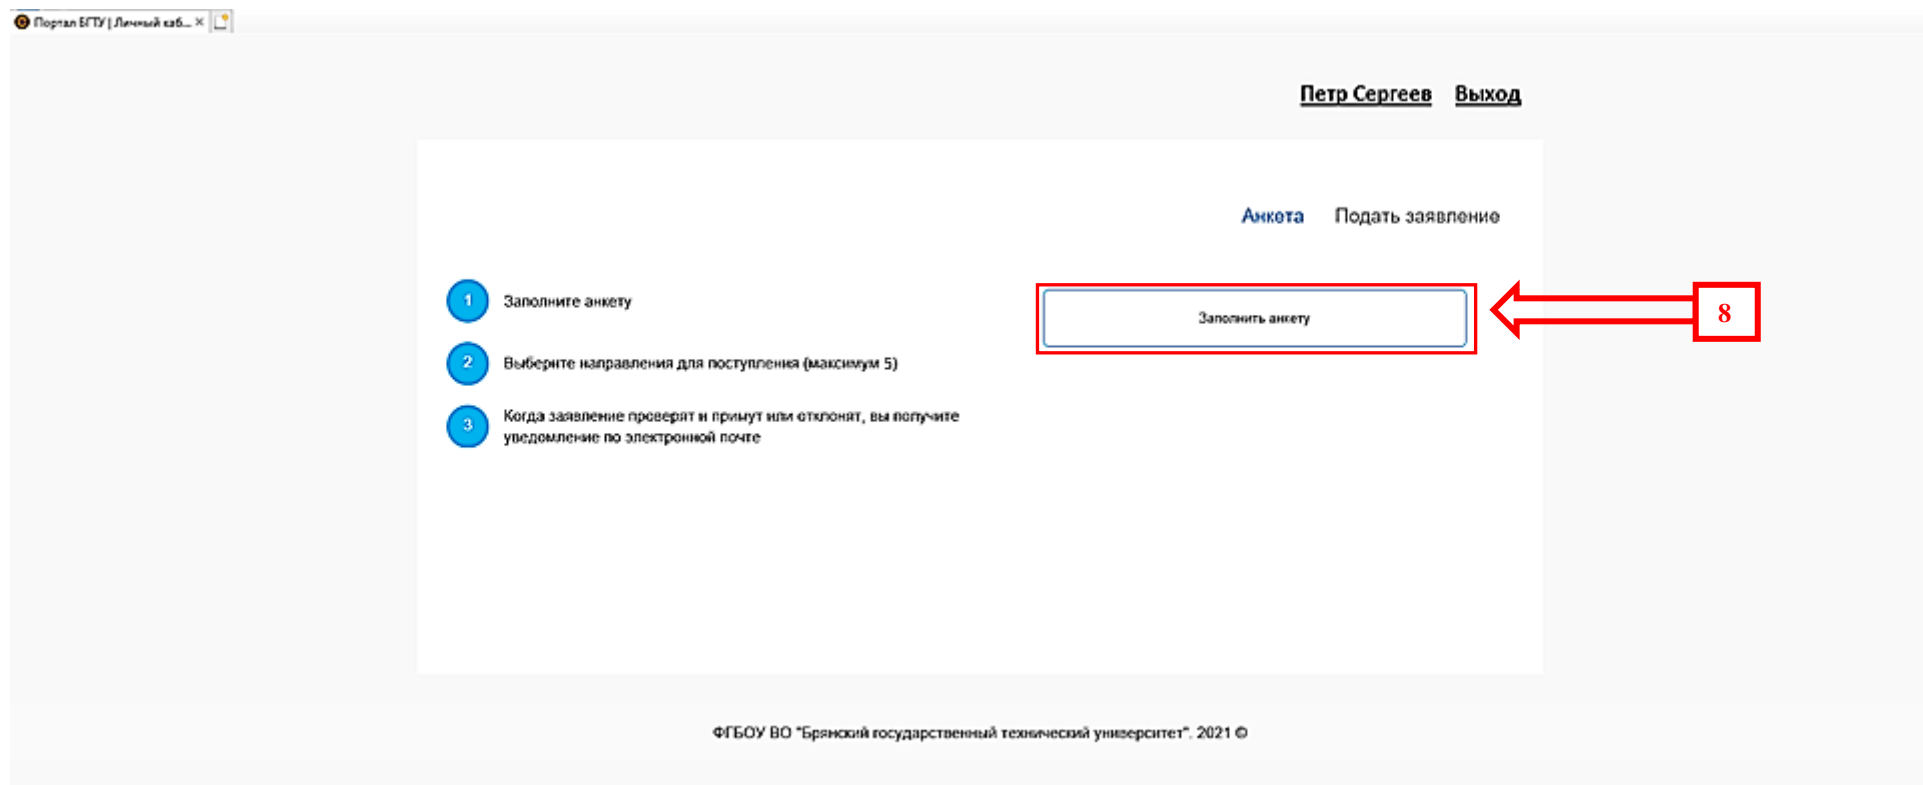 Портал БГТУ | Личный каб...
Петр Сергеев Выход
Анкета Подать заявление
1 Заполните анкету
Заполнить анкету
8
2 Выберите направления для поступления (максимум 5)
3 Когда заявление проверят и примут или отклонят, вы получите
уведомление по электронной почте
ФГБОУ ВО "Брянский государственный технический университет". 2021 ©